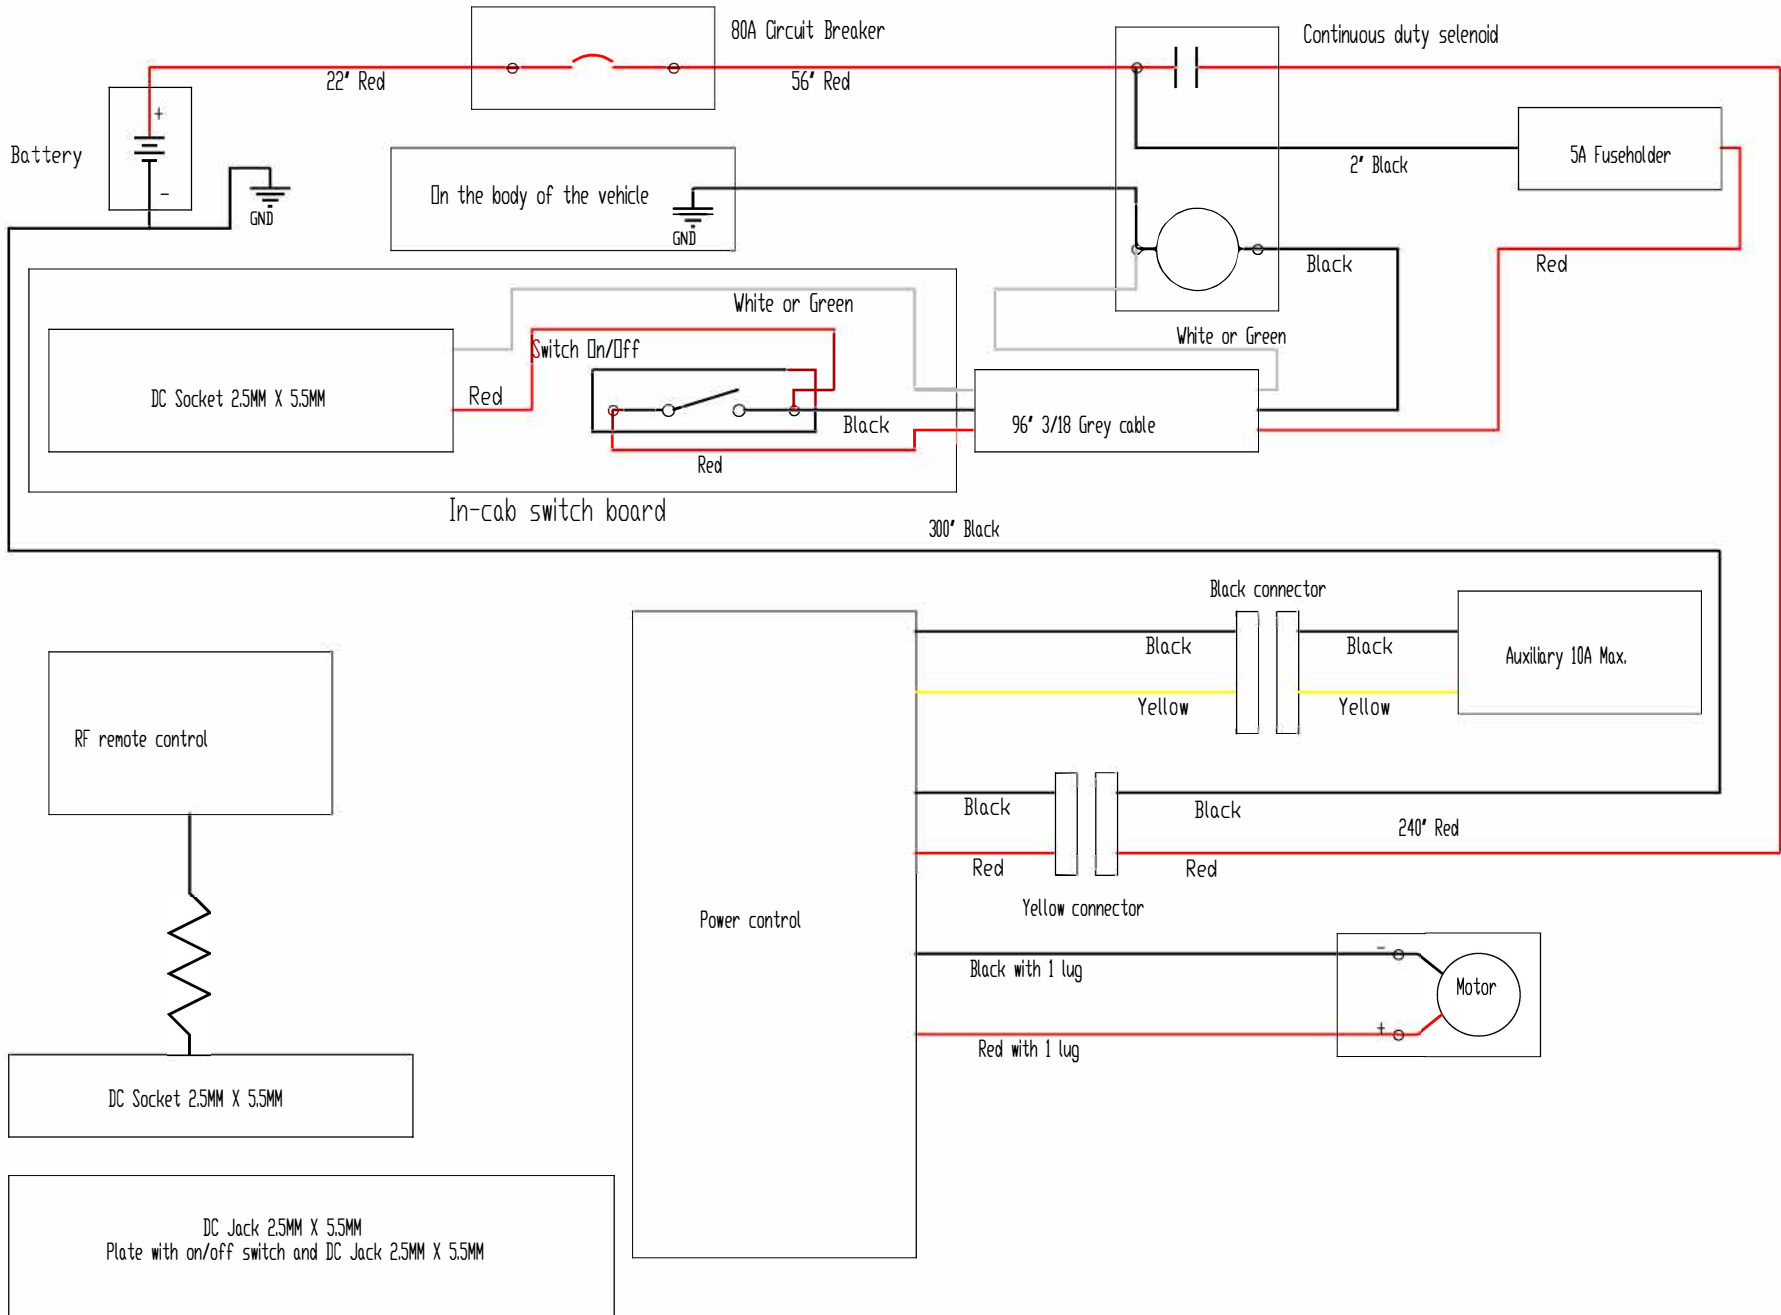 80A Circuit Breaker
Continuous duty selenoid
22" Red
56" Red
+
Battery
-
GND
On the body of the vehicle
GND
2" Black
5A Fuseholder
Black
Red
White or Green
White or Green
Switch On/Off
DC Socket 2.5MM X 5.5MM
Red
Black
96" 3/18 Grey cable
Red
In-cab switch board
300" Black
Black connector
Black
Black
Auxiliary 10A Max.
Yellow
Yellow
RF remote control
Black
Black
240" Red
Red
Red
Yellow connector
Power control
-
Black with 1 lug
Motor
+
Red with 1 lug
DC Socket 2.5MM X 5.5MM
DC Jack 2.5MM X 5.5MM
Plate with on/off switch and DC Jack 2.5MM X 5.5MM